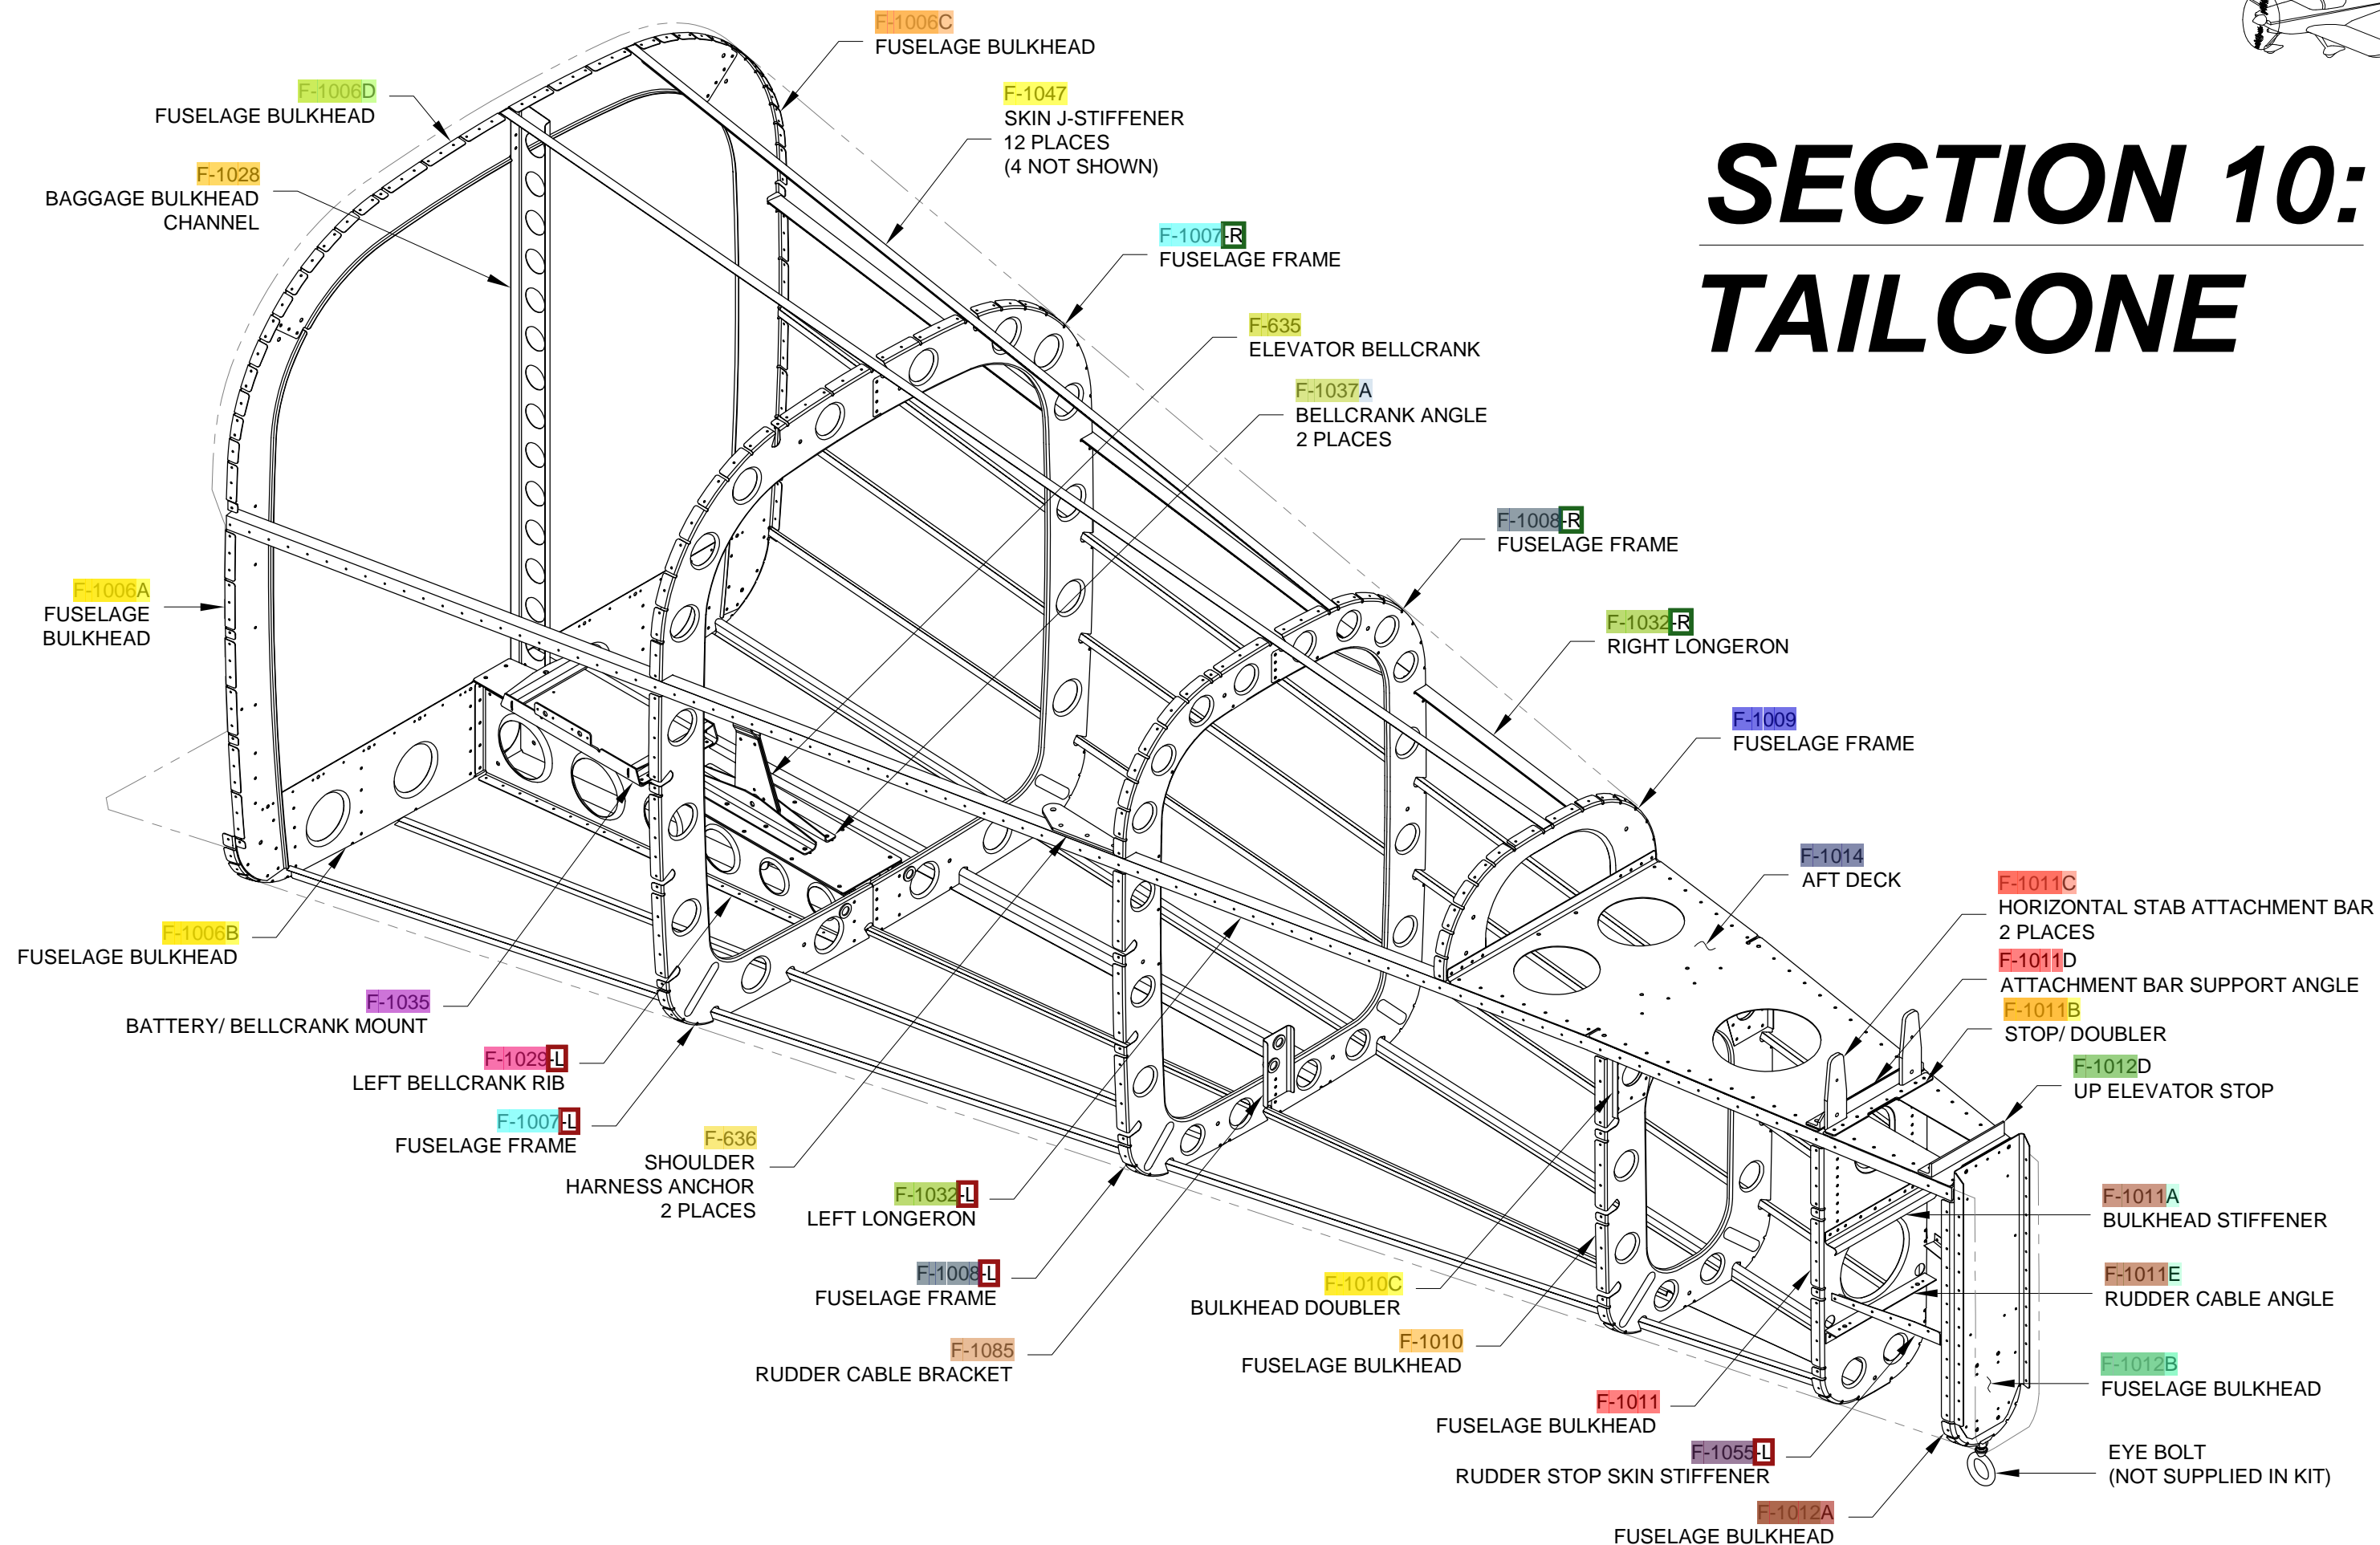 SECTION 10:
TAILCONE
F-1006C
FUSELAGE BULKHEAD
F-1006D
FUSELAGE BULKHEAD
F-1047
SKIN J-STIFFENER
12 PLACES
(4 NOT SHOWN)
F-1028
BAGGAGE BULKHEAD
CHANNEL
F-1007-R
FUSELAGE FRAME
F-635
ELEVATOR BELLCRANK
F-1037A
BELLCRANK ANGLE
2 PLACES
F-1008-R
FUSELAGE FRAME
F-1006A
FUSELAGE
BULKHEAD
F-1032-R
RIGHT LONGERON
F-1009
FUSELAGE FRAME
F-1014
AFT DECK
F-1011C
HORIZONTAL STAB ATTACHMENT BAR
2 PLACES
F-1011D
ATTACHMENT BAR SUPPORT ANGLE
F-1011B
STOP/ DOUBLER
F-1012D
UP ELEVATOR STOP
F-1006B
FUSELAGE BULKHEAD
F-1035
BATTERY/ BELLCRANK MOUNT
F-1029-L
LEFT BELLCRANK RIB
F-1007-L
FUSELAGE FRAME
F-636
SHOULDER
HARNESS ANCHOR
2 PLACES
F-1032-L
LEFT LONGERON
F-1008-L
FUSELAGE FRAME
F-1085
RUDDER CABLE BRACKET
F-1010C
BULKHEAD DOUBLER
F-1010
FUSELAGE BULKHEAD
F-1011
FUSELAGE BULKHEAD
F-1055-L
RUDDER STOP SKIN STIFFENER
F-1012A
FUSELAGE BULKHEAD
F-1011A
BULKHEAD STIFFENER
F-1011E
RUDDER CABLE ANGLE
F-1012B
FUSELAGE BULKHEAD
EYE BOLT
(NOT SUPPLIED IN KIT)